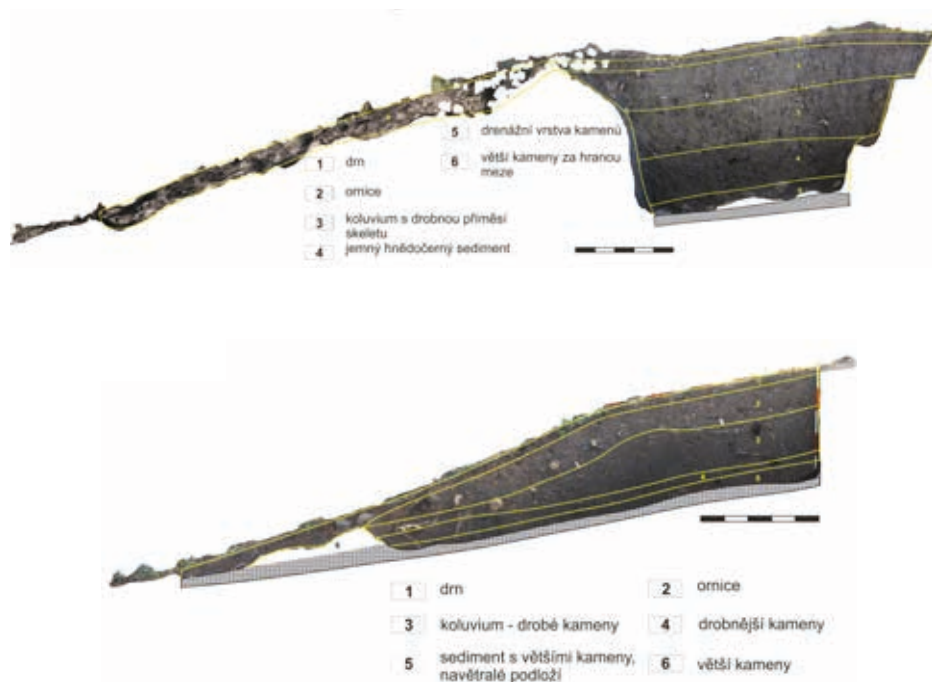 1 drn
2 ornice
3 koluvium s drobnou příměsí
skeletu
4 jemný hnědočerný sediment
5 drenážní vrstva kamenů
6 větší kameny za hranou
meze
1 drn
2 ornice
3 koluvium - drobé kameny
4 drobnější kameny
5 sediment s většími kameny,
navětralé podloží
6 větší kameny